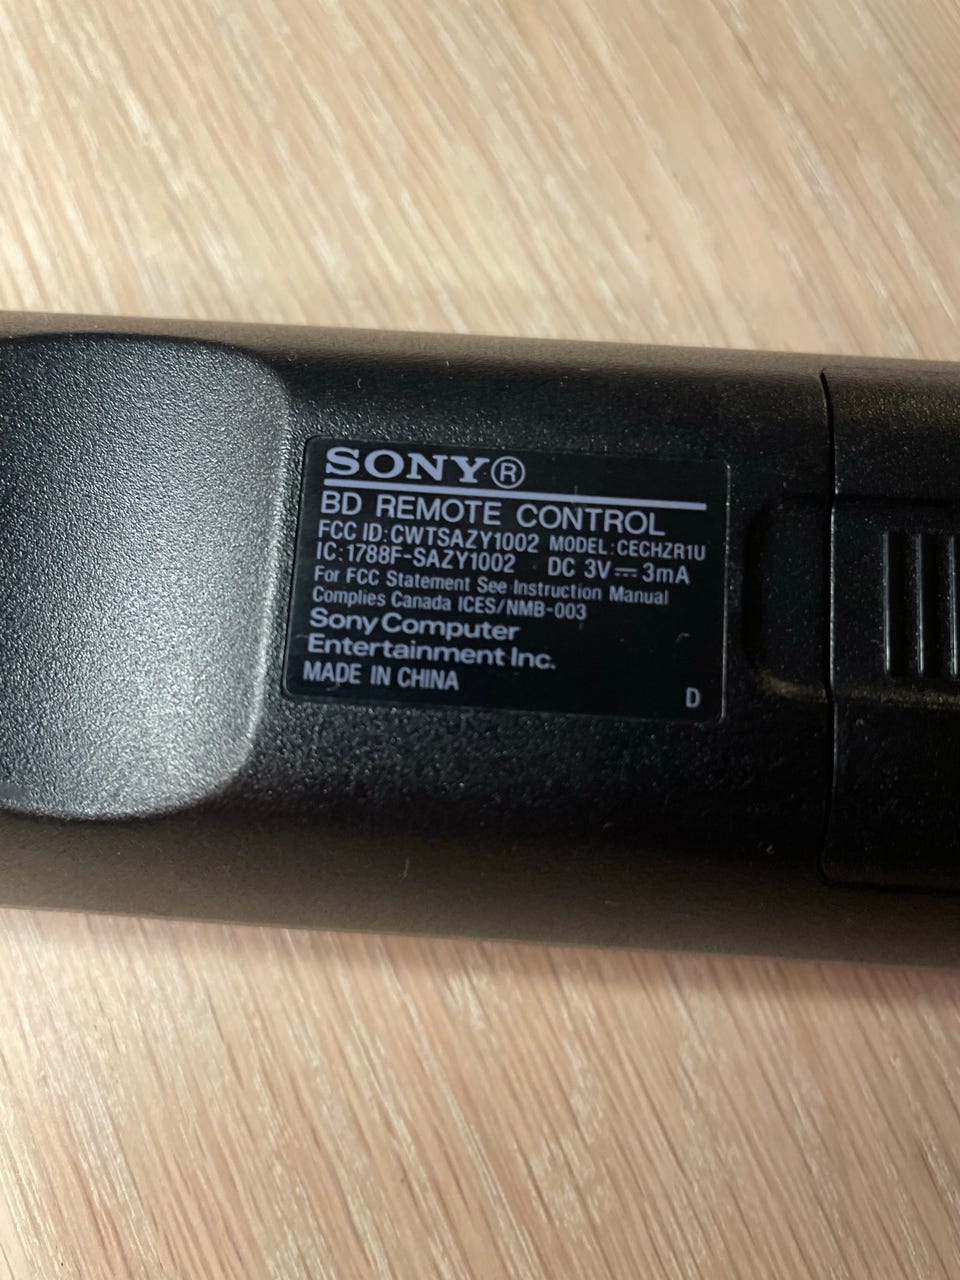 SONY®
BD REMOTE CONTROL
FCC ID:CWTSAZY1002 MODEL:CECHZR1U
IC:1788F-SAZY1002 DC 3V⎓3mA
For FCC Statement See Instruction Manual
Complies Canada ICES/NMB-003
Sony Computer
Entertainment Inc.
MADE IN CHINA
D